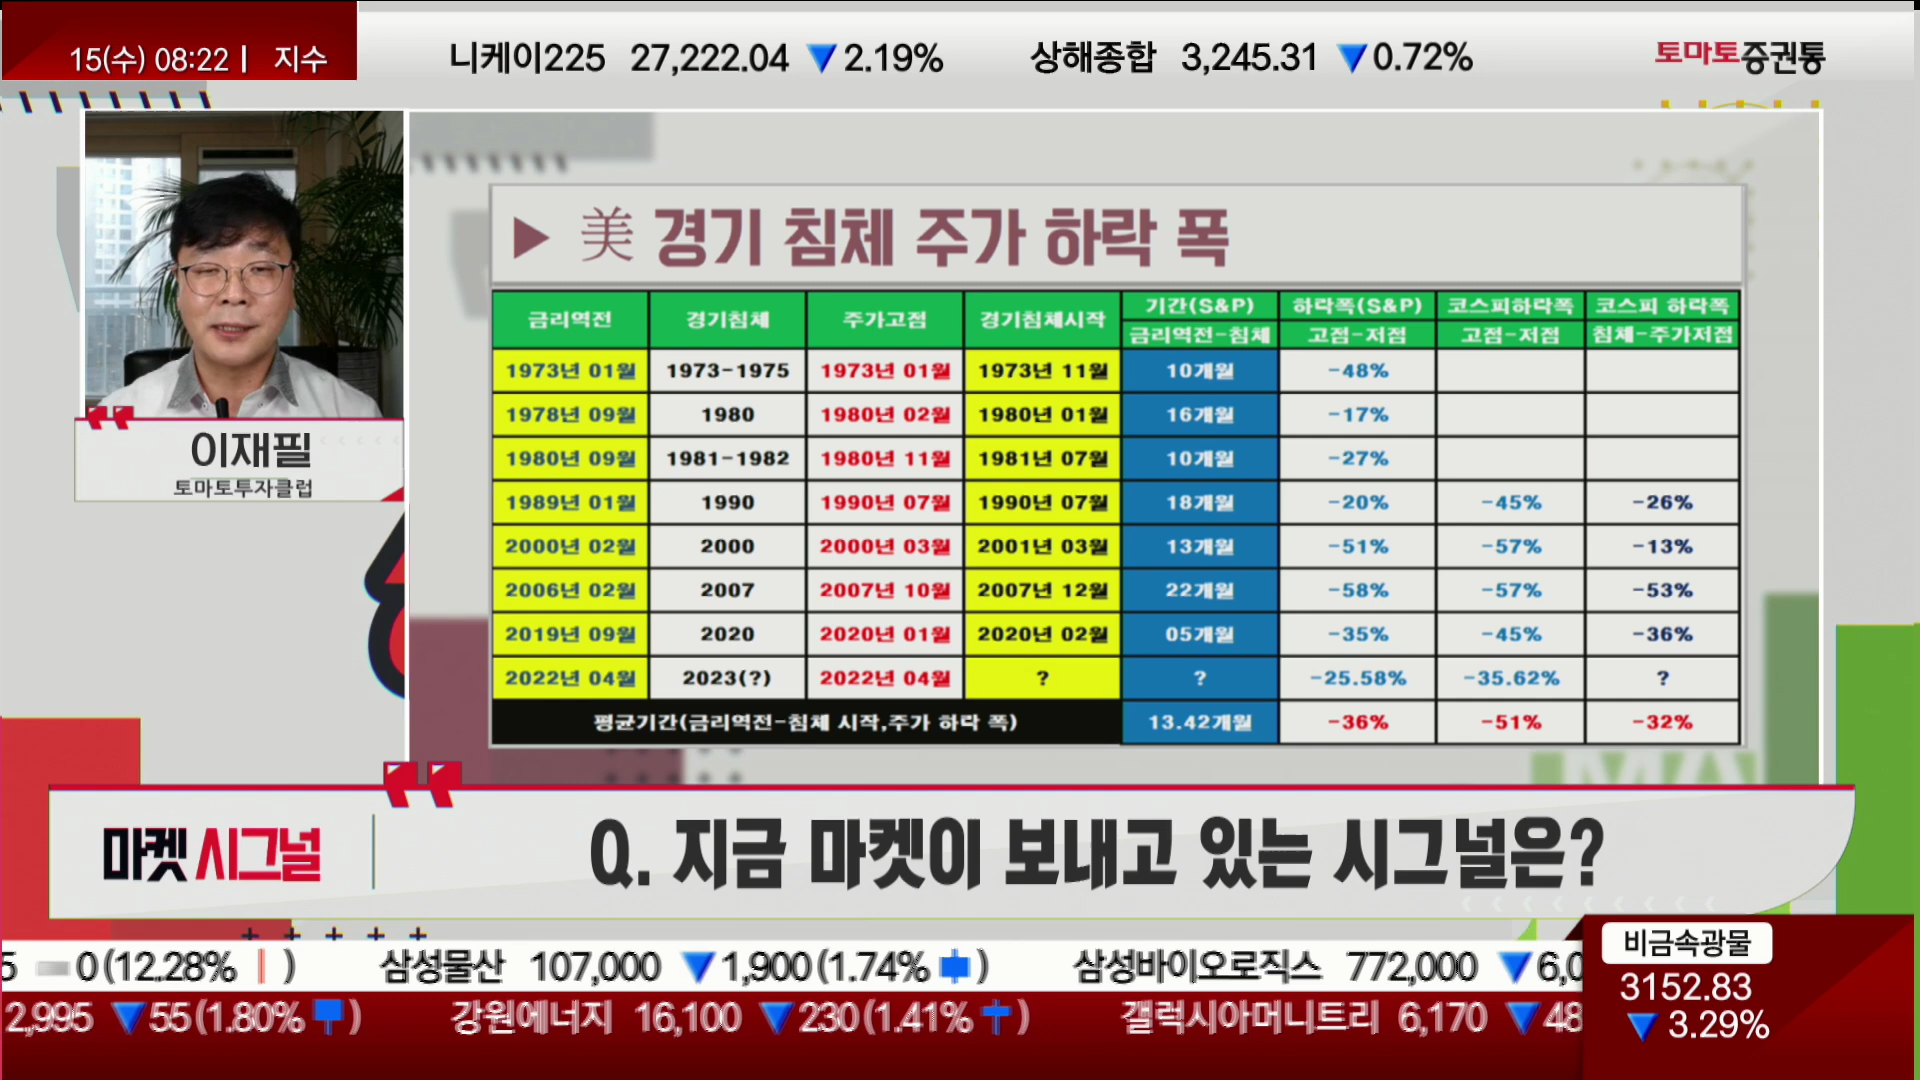 15(수) 08:22 | 지수 니케이225 27,222.04 ▼2.19% 상해종합 3,245.31 ▼0.72% 토마토증권통
▶ 美 경기 침체 주가 하락 폭
금리역전 경기침체 주가고점 경기침체시작 기간(S&P) 하락폭(S&P) 코스피하락폭 코스피 하락폭
금리역전-침체 고점-저점 고점-저점 침체-주가저점
1973년 01월 1973-1975 1973년 01월 1973년 11월 10개월 -48%
1978년 09월 1980 1980년 02월 1980년 01월 16개월 -17%
1980년 09월 1981-1982 1980년 11월 1981년 07월 10개월 -27%
1989년 01월 1990 1990년 07월 1990년 07월 18개월 -20% -45% -26%
2000년 02월 2000 2000년 03월 2001년 03월 13개월 -51% -57% -13%
2006년 02월 2007 2007년 10월 2007년 12월 22개월 -58% -57% -53%
2019년 09월 2020 2020년 01월 2020년 02월 05개월 -35% -45% -36%
2022년 04월 2023(?) 2022년 04월 ? ? -25.58% -35.62% ?
평균기간(금리역전-침체 시작,주가 하락 폭) 13.42개월 -36% -51% -32%
이재필
토마토투자클럽
마켓 시그널 Q. 지금 마켓이 보내고 있는 시그널은?
5 0(12.28% ) 삼성물산 107,000 ▼1,900(1.74% ) 삼성바이오로직스 772,000 ▼6,0
2,995 ▼55(1.80% ) 강원에너지 16,100 ▼230(1.41% ) 갤럭시아머니트리 6,170 ▼48
비금속광물
3152.83
▼3.29%